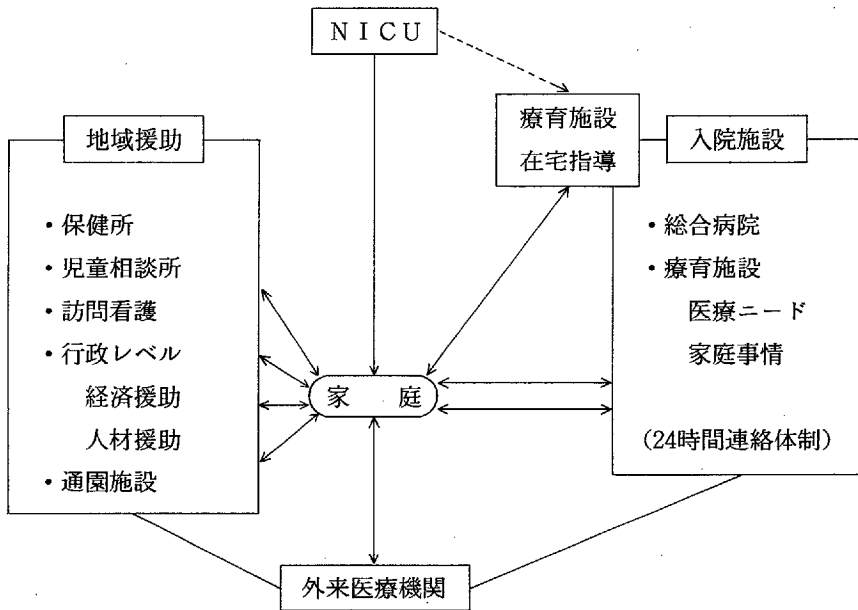 ＮＩＣＵ
療育施設
在宅指導
地域援助
入院施設
・保健所
・児童相談所
・訪問看護
・行政レベル
経済援助
人材援助
・通園施設
・総合病院
・療育施設
医療ニード
家庭事情
(24時間連絡体制)
家　庭
外来医療機関